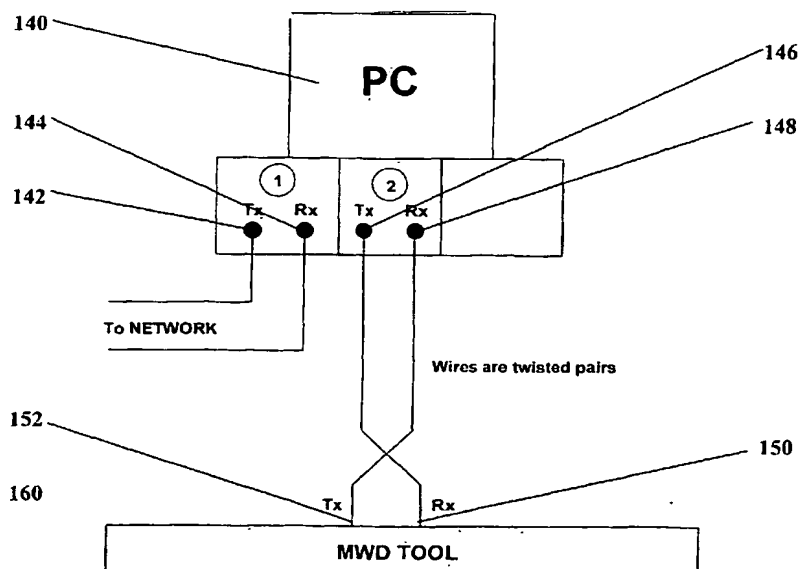 140
PC
146
144
148
1
2
142
Tx Rx Tx Rx
To NETWORK
Wires are twisted pairs
152
150
160
Tx Rx
MWD TOOL